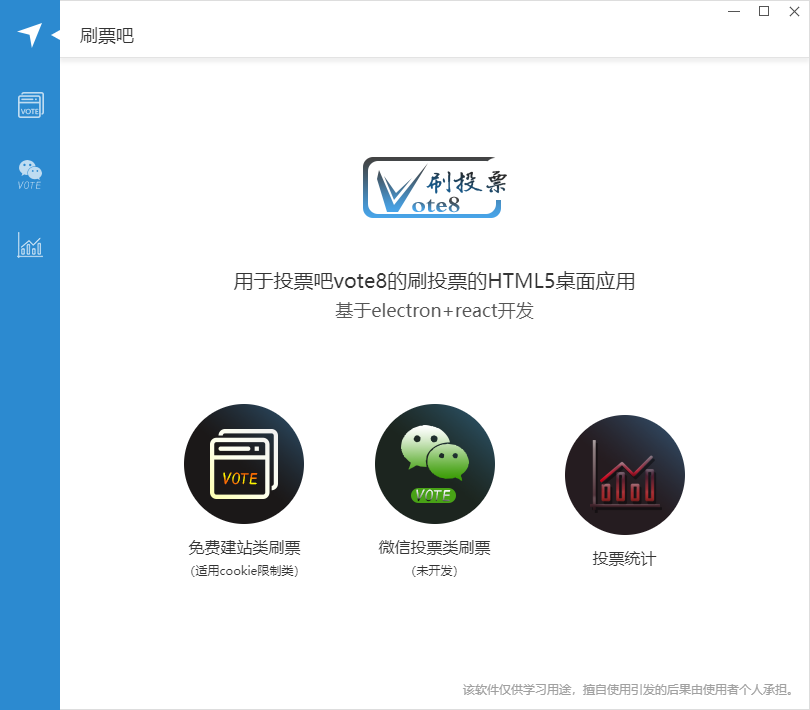 刷票吧
VOTE
VOTE
刷投票
Vote8
用于投票吧vote8的刷投票的HTML5桌面应用
基于electron+react开发
VOTE
VOTE
免费建站类刷票
微信投票类刷票
投票统计
（适用cookie限制类）
（未开发）
该软件仅供学习用途，擅自使用引发的后果由使用者个人承担。